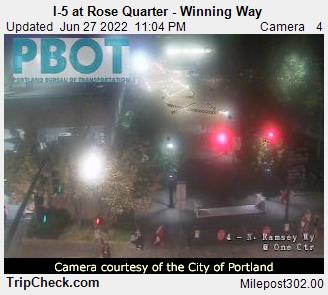 I-5 at Rose Quarter - Winning Way
Updated Jun 27 2022 11:04 PM Camera 4
PBOT
PORTLAND BUREAU OF TRANSPORTATION
4 - N. Ramsey Wy
@ One Ctr
Camera courtesy of the City of Portland
TripCheck.com Milepost302.00